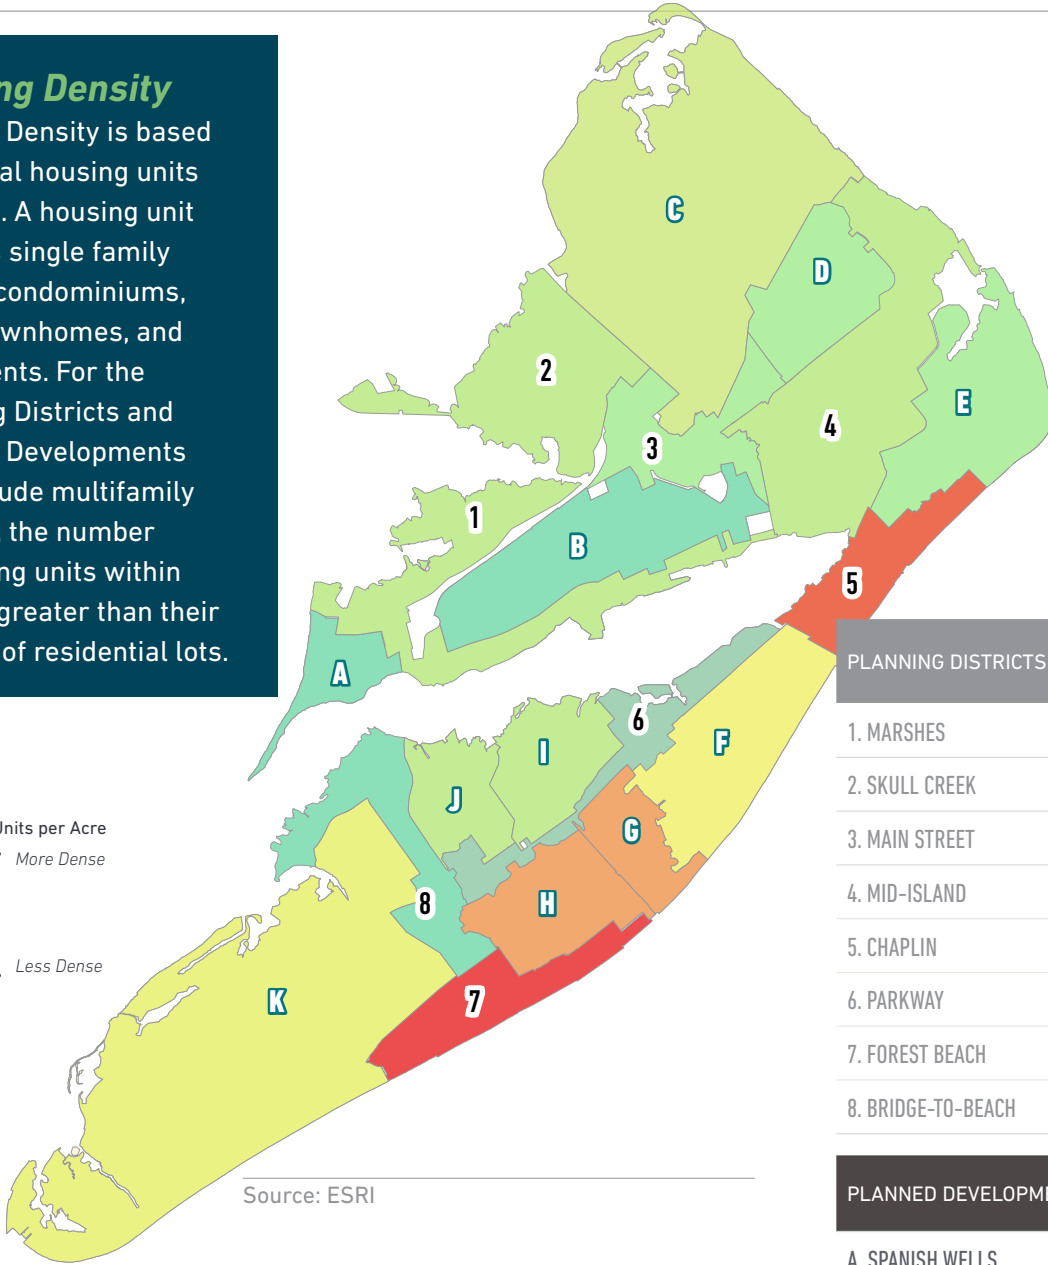 ng Density
Density is based
al housing units
. A housing unit
single family
condominiums,
wnhomes, and
ents. For the
g Districts and
Developments
ude multifamily
the number
ng units within
greater than their
of residential lots.
C
D
2
E
4
3
1
B
5
A
PLANNING DISTRICTS
6
F
1. MARSHES
I
2. SKULL CREEK
J
G
Units per Acre
More Dense
3. MAIN STREET
8
H
4. MID-ISLAND
Less Dense
5. CHAPLIN
K
7
6. PARKWAY
7. FOREST BEACH
8. BRIDGE-TO-BEACH
Source: ESRI
PLANNED DEVELOPME
A. SPANISH WELLS